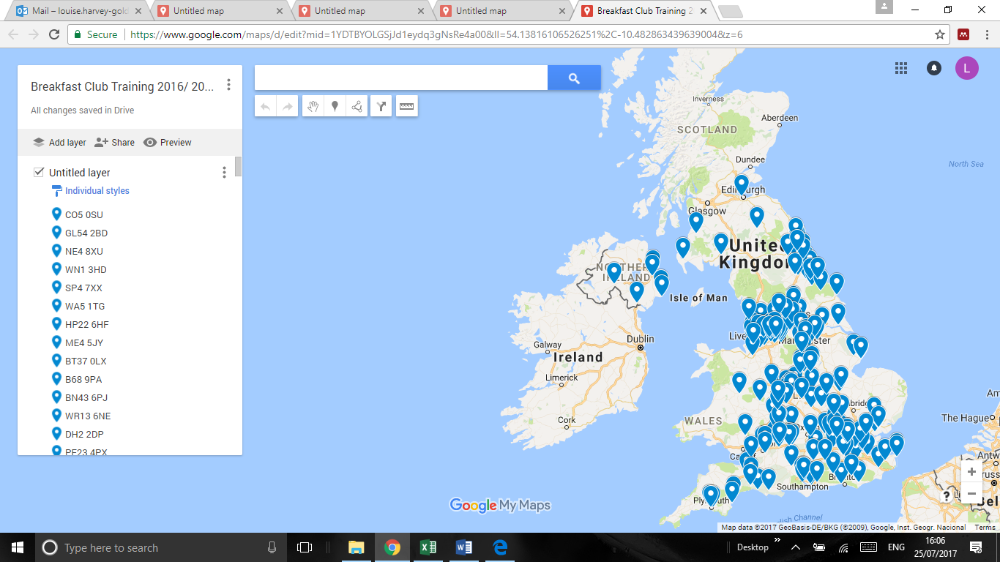 Mail – louise.harvey-gold
Untitled map
Untitled map
Untitled map
Breakfast Club Training 2
Secure
https://www.google.com/maps/d/edit?mid=1YDTBYOLGSjJd1eydq3gNsRe4a00&ll=54.13816106526251%2C-10.482863439639004&z=6
Breakfast Club Training 2016/ 20...
All changes saved in Drive
Add layer
Share
Preview
Untitled layer
Individual styles
CO5 0SU
GL54 2BD
NE4 8XU
WN1 3HD
SP4 7XX
WA5 1TG
HP22 6HF
ME4 5JY
BT37 0LX
B68 9PA
BN43 6PJ
WR13 6NE
DH2 2DP
PE23 4PX
L
Inverness
Aberdeen
SCOTLAND
Dundee
North Sea
Edinburgh
Glasgow
United
Kingdom
NORTHERN
IRELAND
Isle of Man
Galway
Dublin
Ireland
Limerick
Cork
WALES
Southampton
The Hague
English Channel
Google My Maps
Map data ©2017 GeoBasis-DE/BKG (©2009), Google, Inst. Geogr. Nacional
Terms
Type here to search
Desktop
ENG
16:06
25/07/2017